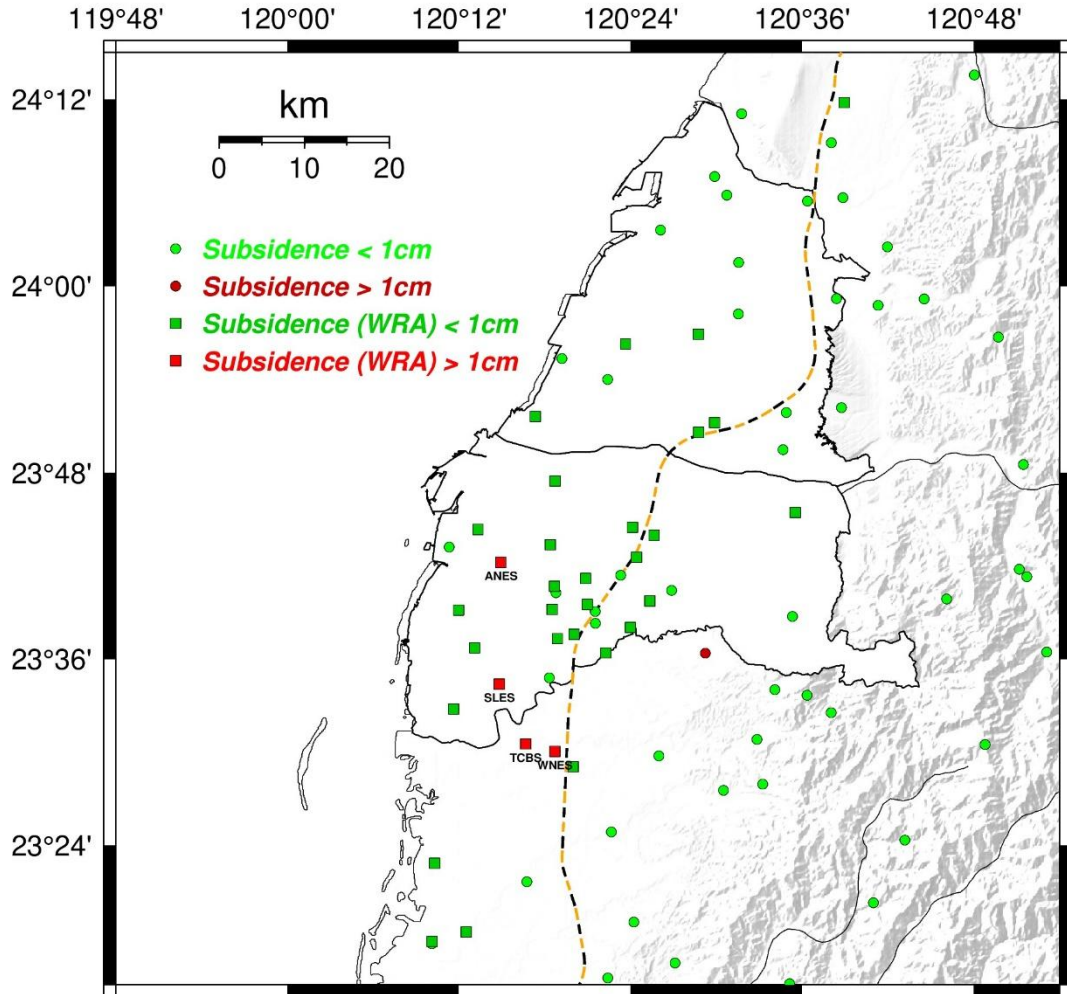 119°48' 120°00' 120°12' 120°24' 120°36' 120°48'
24°12'
km
0 10 20
Subsidence < 1cm
24°00'
Subsidence > 1cm
Subsidence (WRA) < 1cm
Subsidence (WRA) > 1cm
23°48'
ANES
23°36'
SLES
TCBS WNES
23°24'